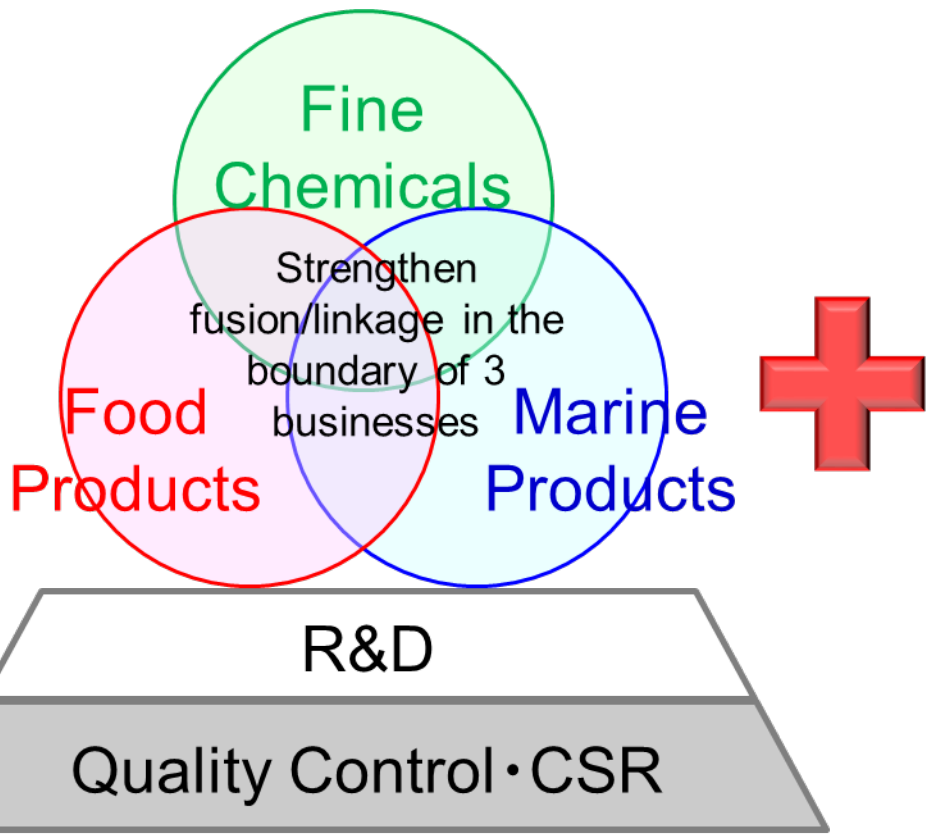 Fine
Chemicals
Strengthen
fusion/linkage in the
boundary of 3
businesses
Food
Products
Marine
Products
R&D
Quality Control・CSR